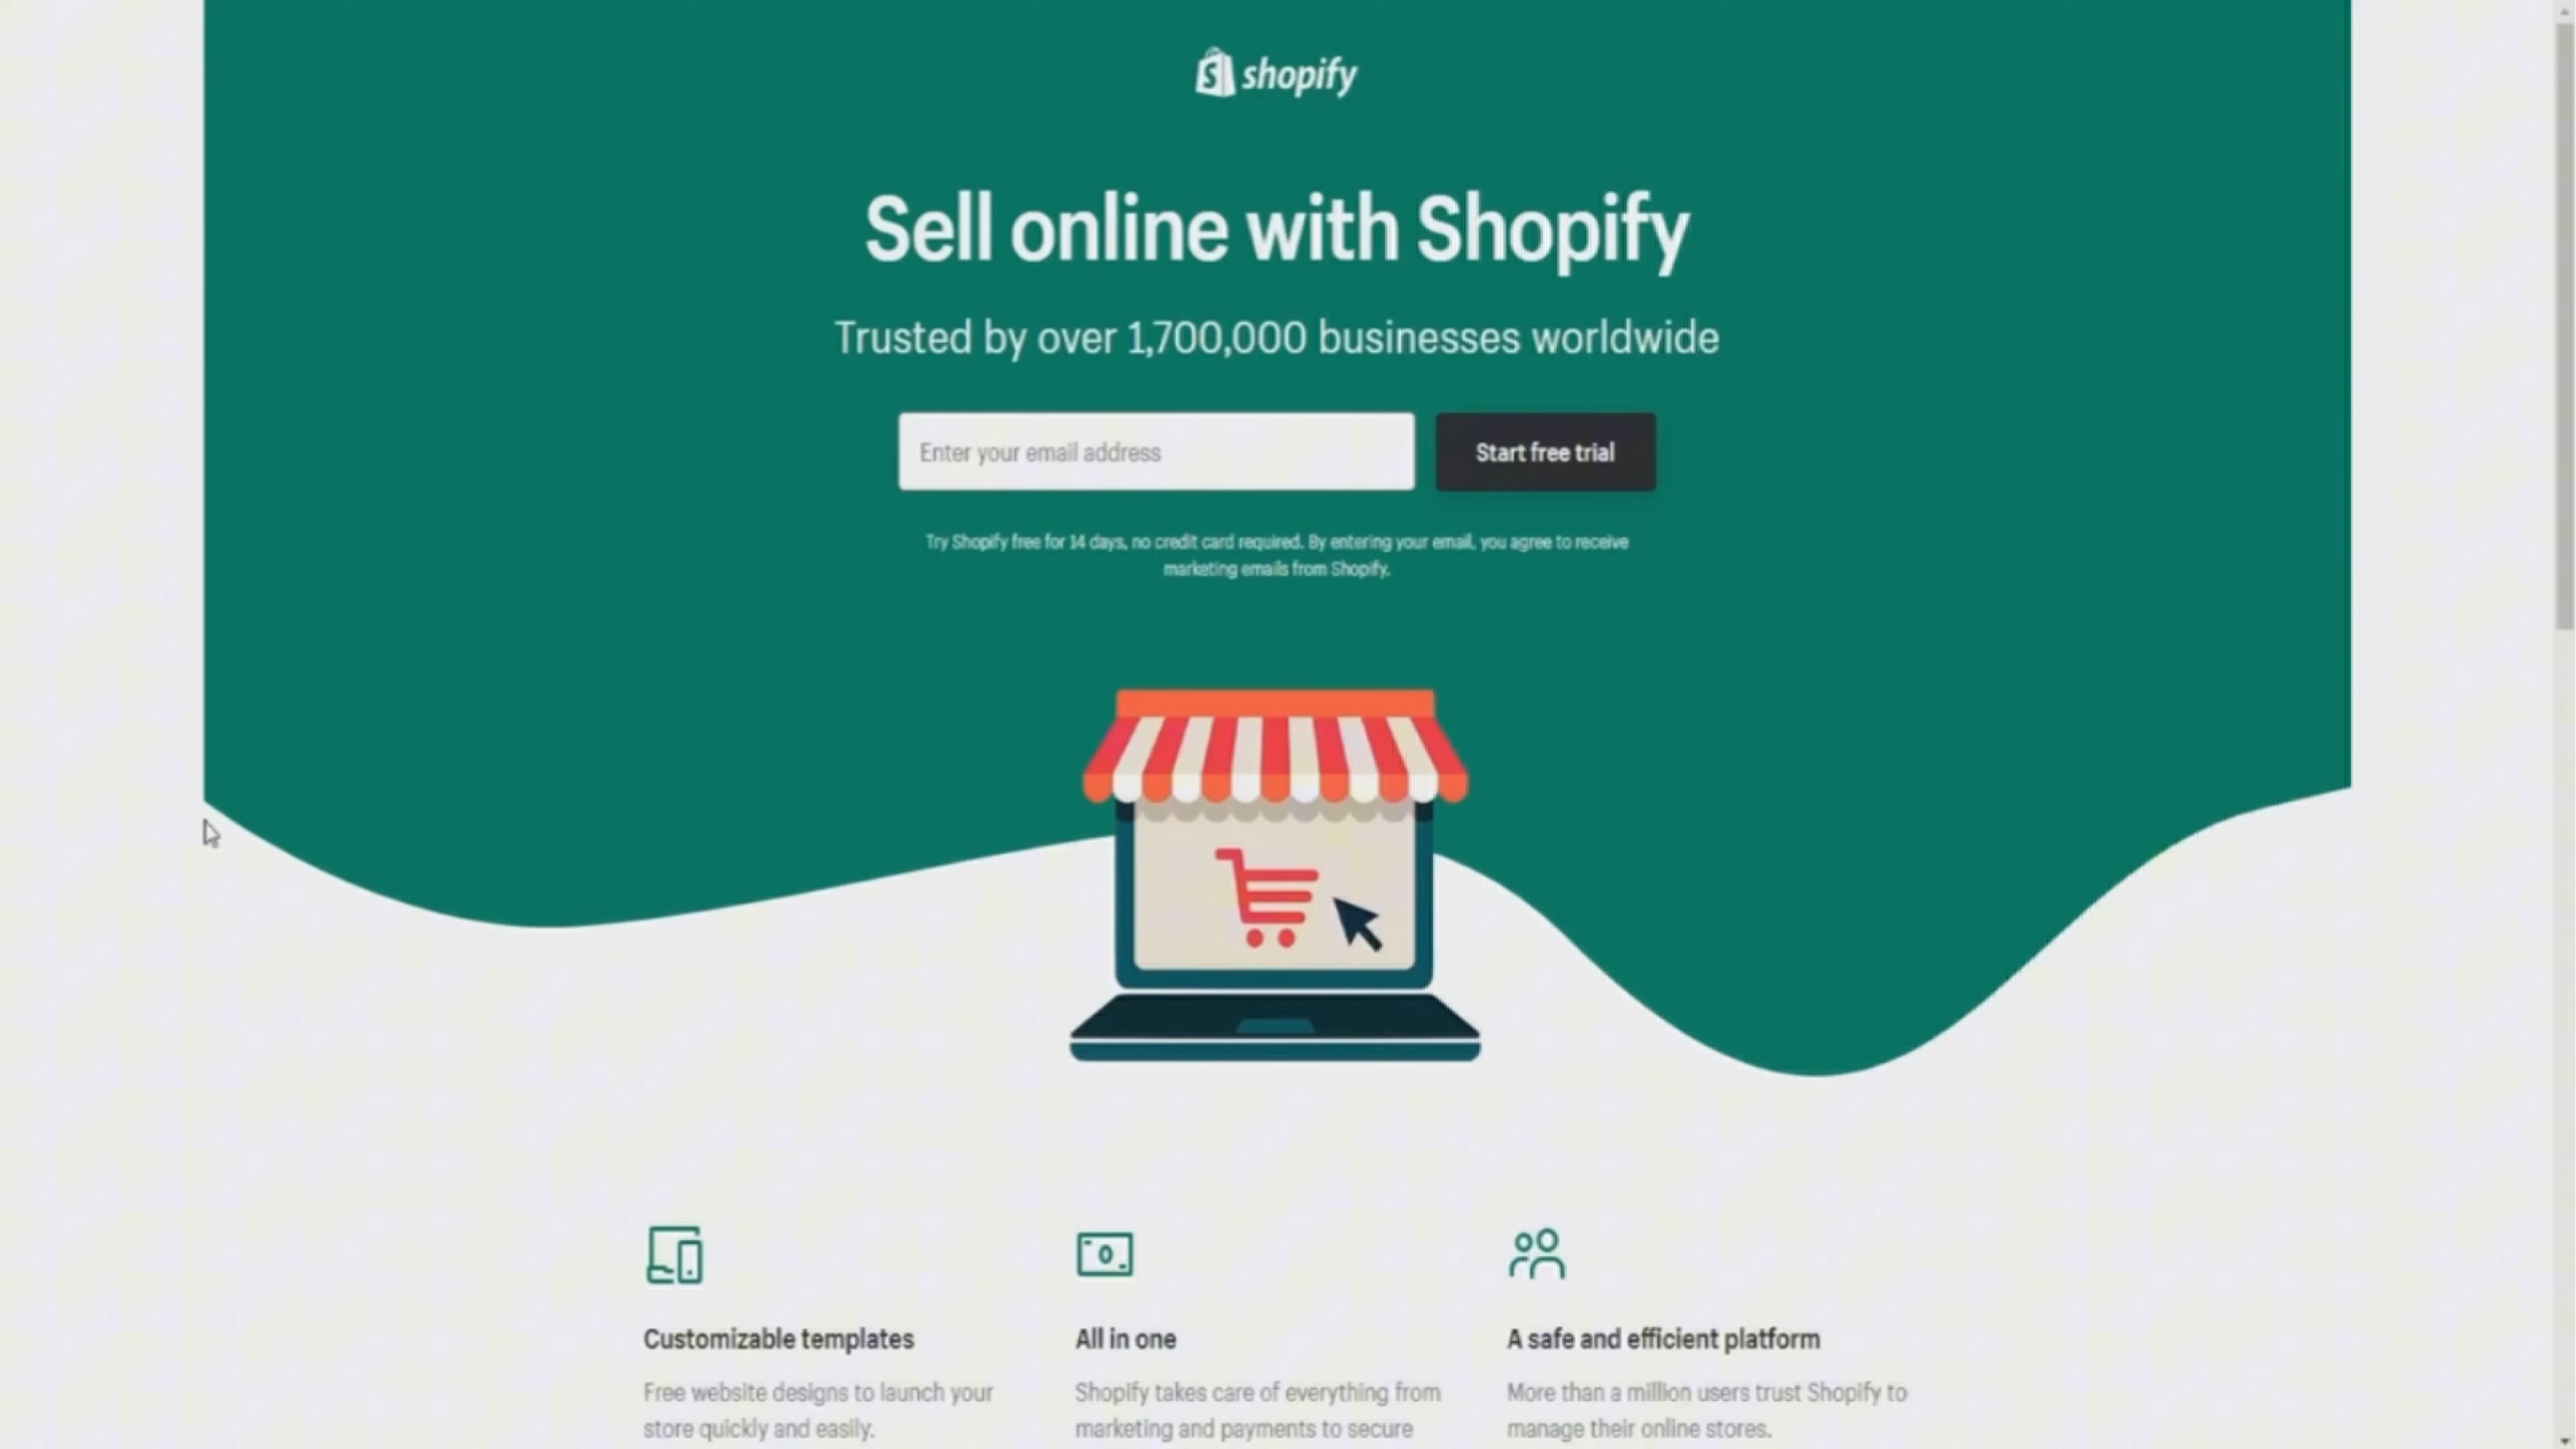 shopify
Sell online with Shopify
Trusted by over 1,700,000 businesses worldwide
Enter your email address
Start free trial
Try Shopify free for 14 days, no credit card required. By entering your email, you agree to receive
marketing emails from Shopify.
Customizable templates
Free website designs to launch your
store quickly and easily.
All in one
Shopify takes care of everything from
marketing and payments to secure
A safe and efficient platform
More than a million users trust Shopify to
manage their online stores.